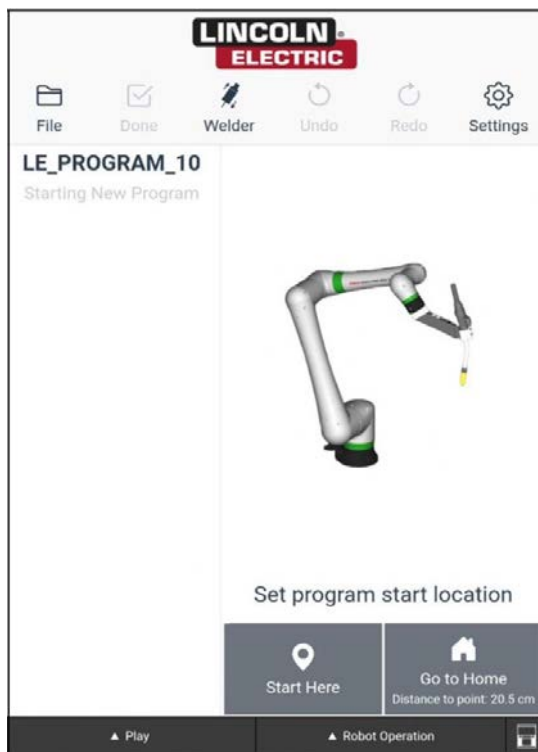 LINCOLN
ELECTRIC
File Done Welder Undo Redo Settings
LE_PROGRAM_10
Starting New Program
Set program start location
Start Here
Go to Home
Distance to point: 20.5 cm
▲ Play ▲ Robot Operation